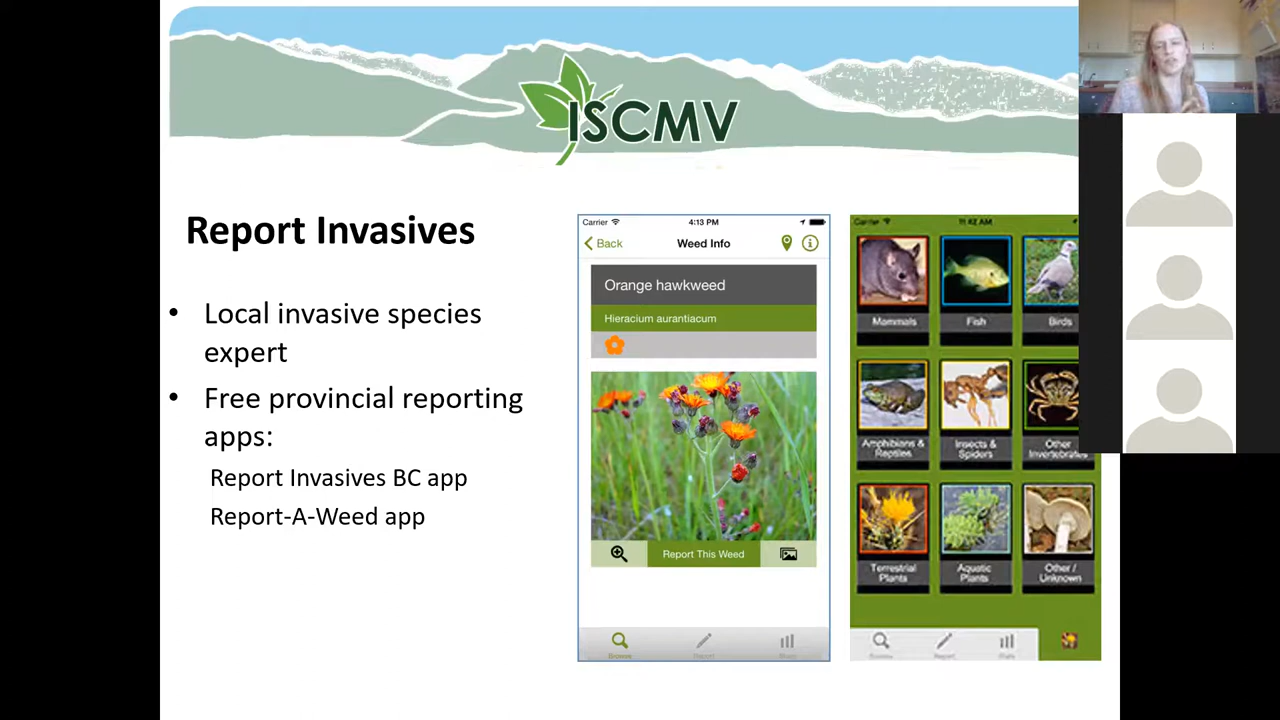 ISCMV
Report Invasives
• Local invasive species
expert
• Free provincial reporting
apps:
Report Invasives BC app
Report-A-Weed app
Carrier 4:13 PM
Back Weed Info
Orange hawkweed
Hieracium aurantiacum
Report This Weed
Browse Report
Carrier 11:42 AM
Mammals Fish Birds
Amphibians &
Reptiles
Insects &
Spiders
Other
Invertebrates
Terrestrial
Plants
Aquatic
Plants
Other /
Unknown